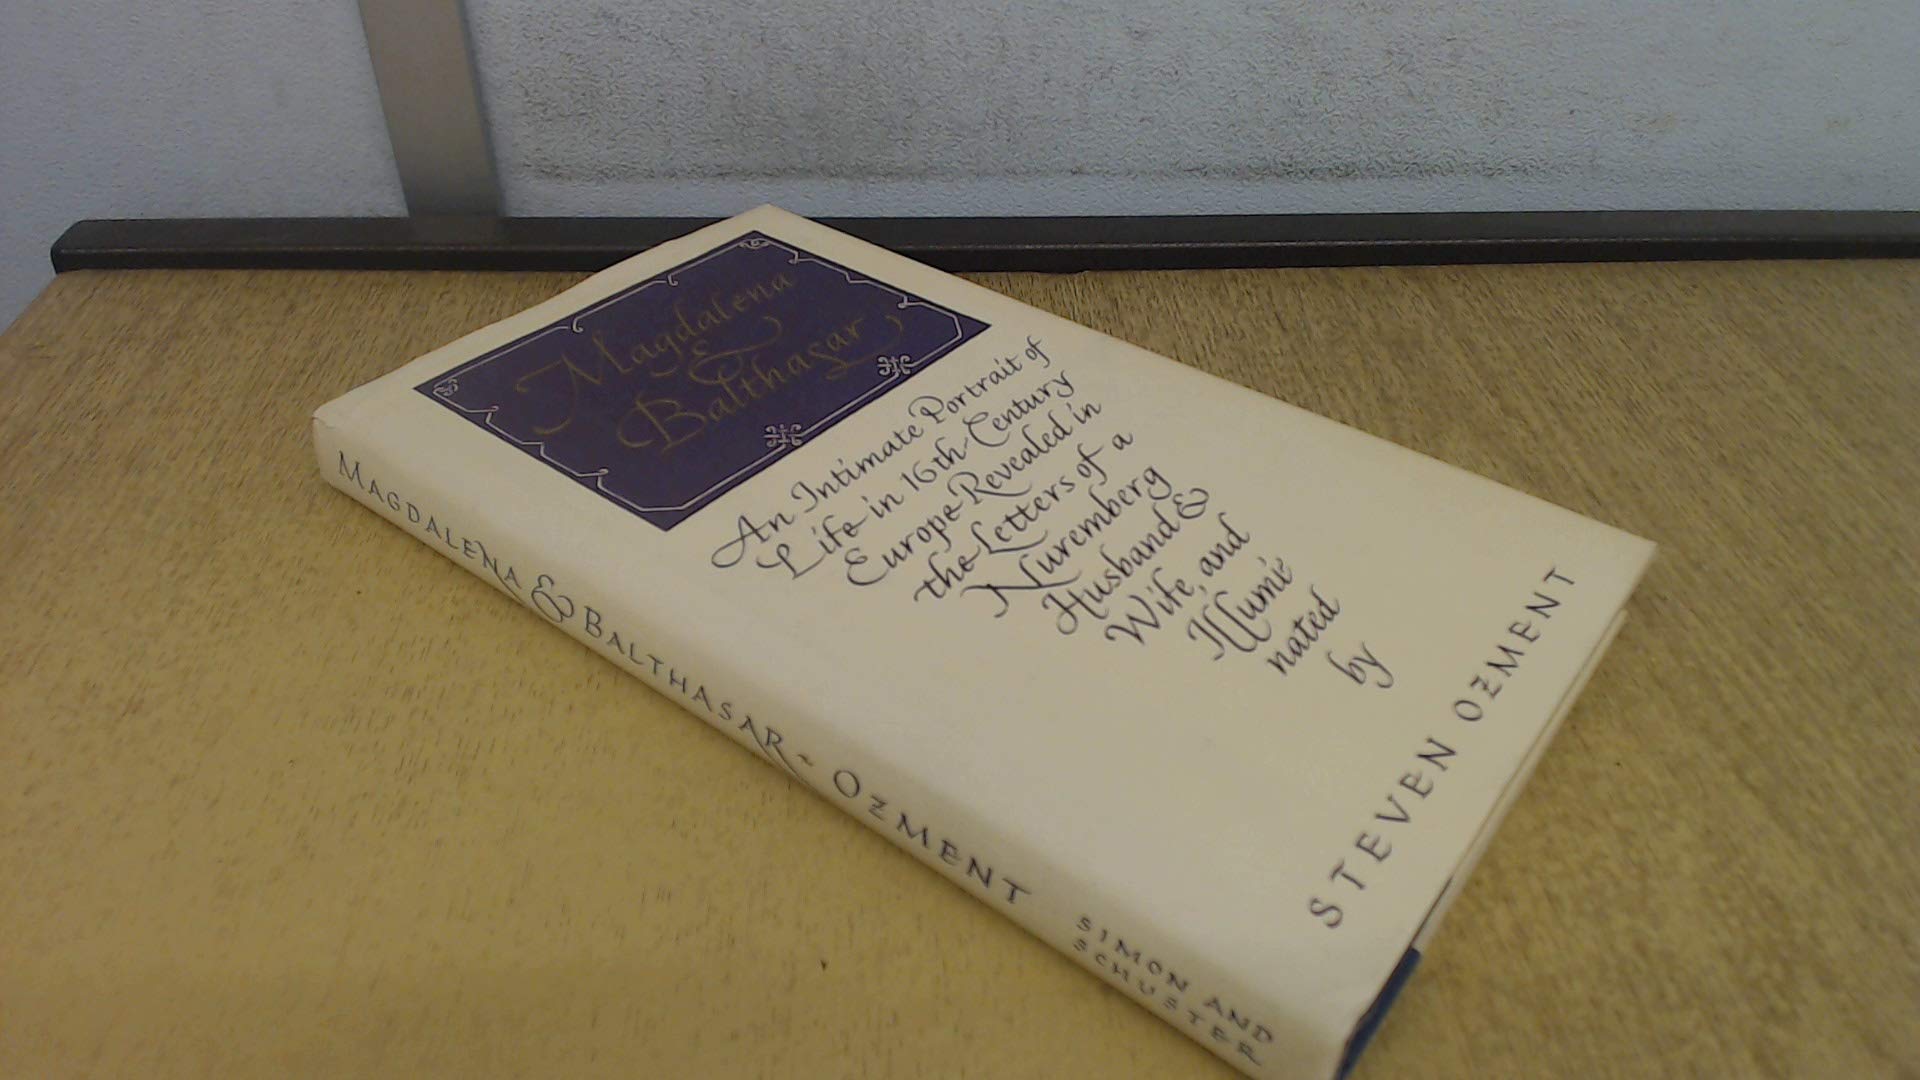 Magdalena
&
Balthasar
An Intimate Portrait of
Life in 16th-Century
Europe Revealed in
the Letters of a
Nuremberg
Husband &
Wife, and
Illumi
nated
by
STEVEN OZMENT
MAGDALENA & BALTHASAR ~ OZMENT
SIMON AND
SCHUSTER